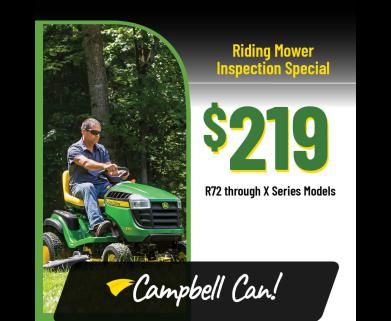 Riding Mower
Inspection Special
$219
R72 through X Series Models
Campbell Can!